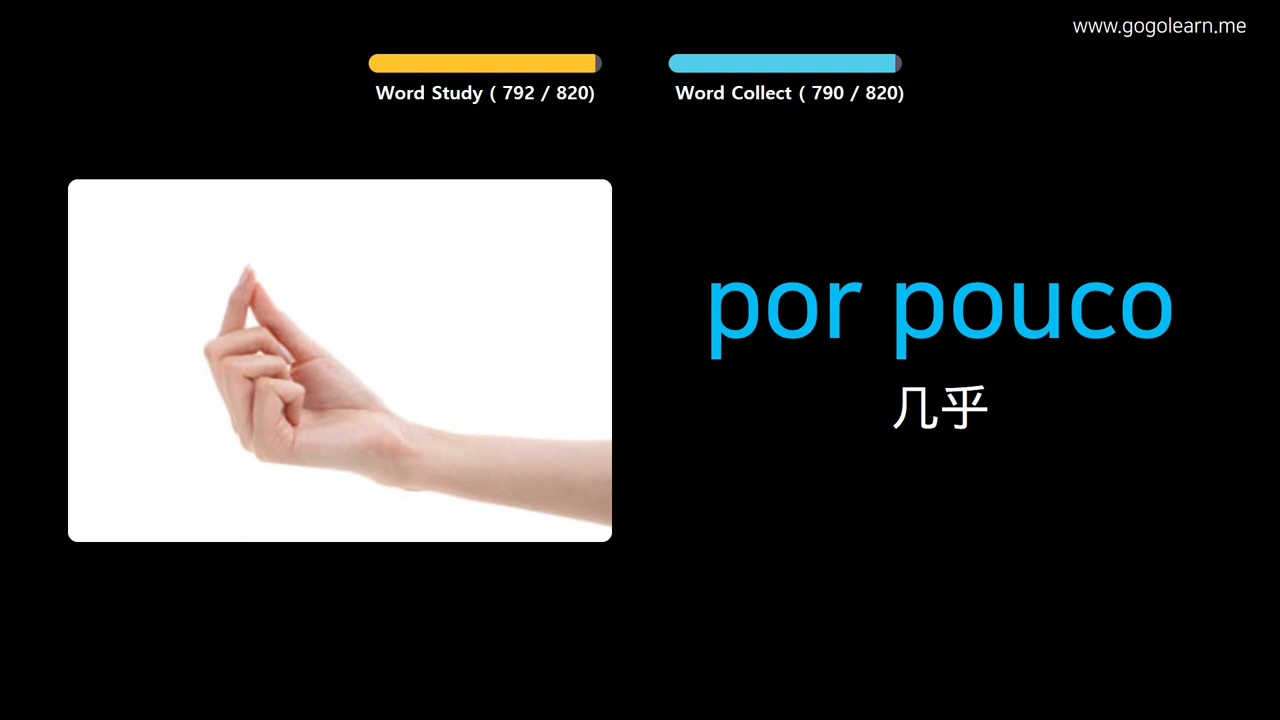 www.gogolearn.me
Word Study ( 792 / 820)
Word Collect ( 790 / 820)
por pouco
几乎